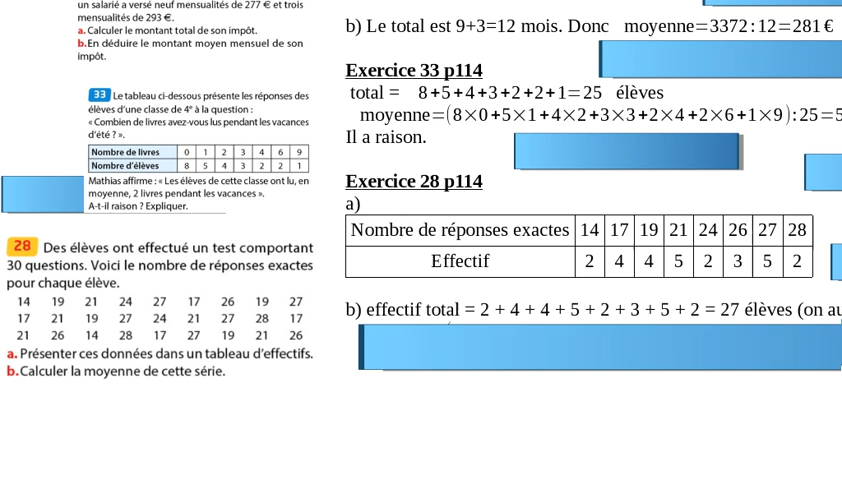 un salarié a versé neuf mensualités de 277 € et trois
mensualités de 293 €.
a. Calculer le montant total de son impôt.
b. En déduire le montant moyen mensuel de son
impôt.
33 Le tableau ci-dessous présente les réponses des
élèves d'une classe de 4e à la question :
« Combien de livres avez-vous lus pendant les vacances
d'été ? ».
Nombre de livres 0 1 2 3 4 6 9
Nombre d'élèves 8 5 4 3 2 2 1
Mathias affirme : « Les élèves de cette classe ont lu, en
moyenne, 2 livres pendant les vacances ».
A-t-il raison ? Expliquer.
28 Des élèves ont effectué un test comportant
30 questions. Voici le nombre de réponses exactes
pour chaque élève.
14 19 21 24 27 17 26 19 27
17 21 19 27 24 21 27 28 17
21 26 14 28 17 27 19 21 26
a. Présenter ces données dans un tableau d'effectifs.
b. Calculer la moyenne de cette série.
b) Le total est 9+3=12 mois. Donc moyenne=3372:12=281€
Exercice 33 p114
total = 8+5+4+3+2+2+1=25 élèves
moyenne=(8×0+5×1+4×2+3×3+2×4+2×6+1×9):25=5
Il a raison.
Exercice 28 p114
a)
Nombre de réponses exactes 14 17 19 21 24 26 27 28
Effectif 2 4 4 5 2 3 5 2
b) effectif total = 2 + 4 + 4 + 5 + 2 + 3 + 5 + 2 = 27 élèves (on au